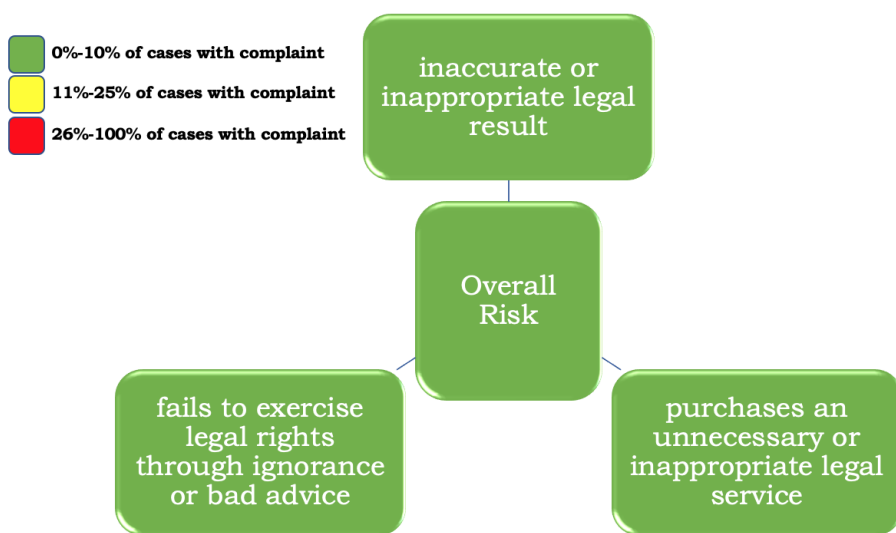 0%-10% of cases with complaint
11%-25% of cases with complaint
26%-100% of cases with complaint
inaccurate or
inappropriate legal
result
Overall
Risk
fails to exercise
legal rights
through ignorance
or bad advice
purchases an
unnecessary or
inappropriate legal
service